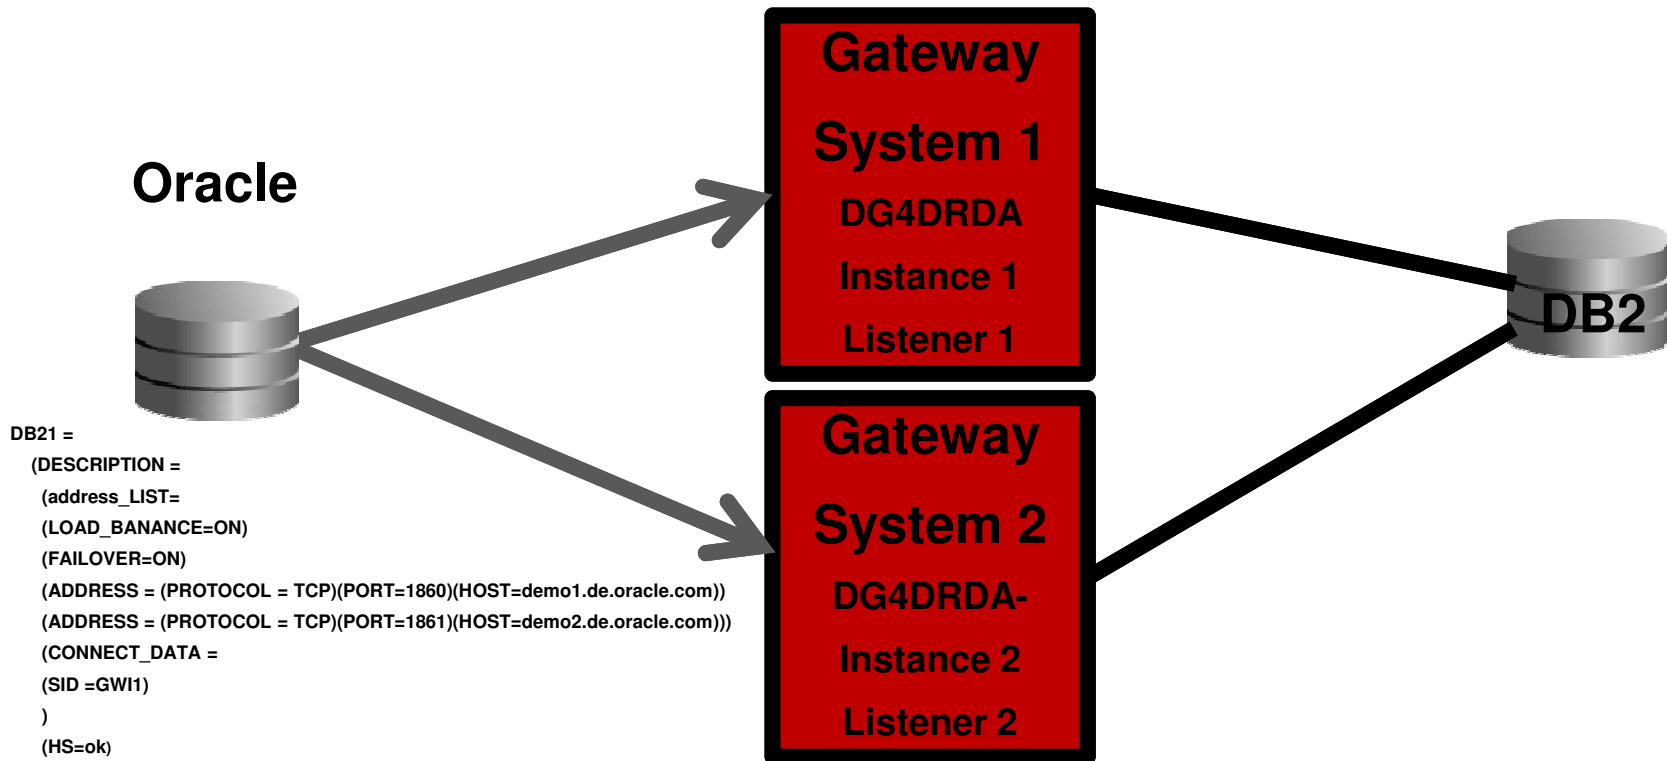 Oracle
DB21 =
(DESCRIPTION =
(address_LIST=
(LOAD_BANANCE=ON)
(FAILOVER=ON)
(ADDRESS = (PROTOCOL = TCP)(PORT=1860)(HOST=demo1.de.oracle.com))
(ADDRESS = (PROTOCOL = TCP)(PORT=1861)(HOST=demo2.de.oracle.com)))
(CONNECT_DATA =
(SID =GWI1)
)
(HS=ok)
Gateway
System 1
DG4DRDA
Instance 1
Listener 1
Gateway
System 2
DG4DRDA-
Instance 2
Listener 2
DB2